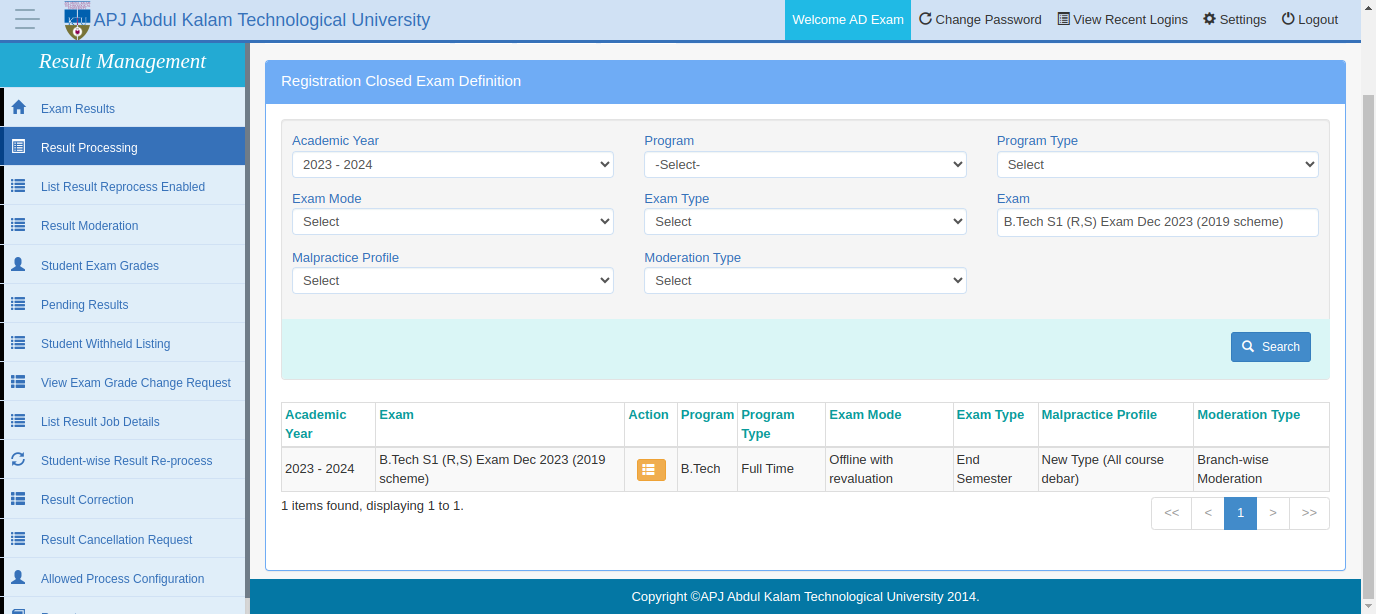 APJ Abdul Kalam Technological University
Welcome AD Exam
Change Password
View Recent Logins
Settings
Logout
Result Management
Exam Results
Result Processing
List Result Reprocess Enabled
Result Moderation
Student Exam Grades
Pending Results
Student Withheld Listing
View Exam Grade Change Request
List Result Job Details
Student-wise Result Re-process
Result Correction
Result Cancellation Request
Allowed Process Configuration
Registration Closed Exam Definition
Academic Year
Program
Program Type
2023 - 2024
-Select-
Select
Exam Mode
Exam Type
Exam
Select
Select
B.Tech S1 (R,S) Exam Dec 2023 (2019 scheme)
Malpractice Profile
Moderation Type
Select
Select
Search
Academic Year
Exam
Action
Program
Program Type
Exam Mode
Exam Type
Malpractice Profile
Moderation Type
2023 - 2024
B.Tech S1 (R,S) Exam Dec 2023 (2019 scheme)
B.Tech
Full Time
Offline with revaluation
End Semester
New Type (All course debar)
Branch-wise Moderation
1 items found, displaying 1 to 1.
<< < 1 > >>
Copyright ©APJ Abdul Kalam Technological University 2014.